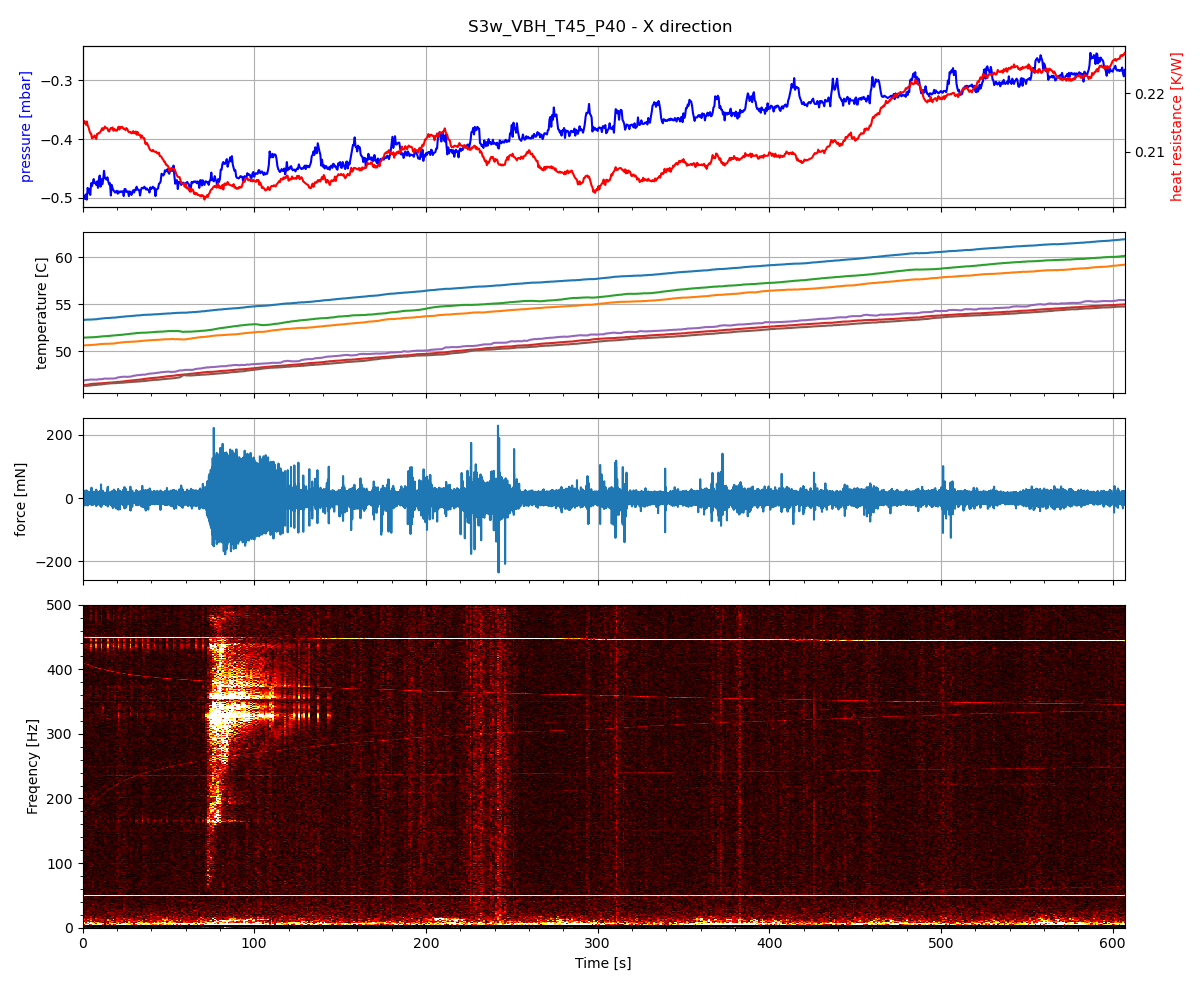 S3w_VBH_T45_P40 - X direction
pressure [mbar]
−0.3
−0.4
−0.5
0.22
0.21
heat resistance [K/W]
temperature [C]
60
55
50
force [mN]
200
0
−200
Freqency [Hz]
500
400
300
200
100
0
0 100 200 300 400 500 600
Time [s]